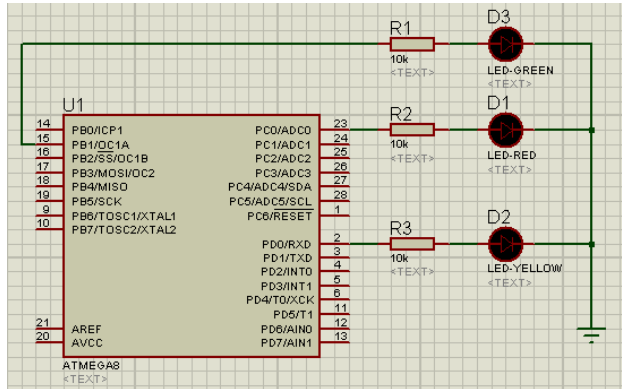 D3
R1
10k
<TEXT>
LED-GREEN
<TEXT>
U1
D1
R2
10k
<TEXT>
LED-RED
<TEXT>
14 PB0/ICP1 PC0/ADC0 23
15 PB1/OC1A PC1/ADC1 24
16 PB2/SS/OC1B PC2/ADC2 25
17 PB3/MOSI/OC2 PC3/ADC3 26
18 PB4/MISO PC4/ADC4/SDA 27
19 PB5/SCK PC5/ADC5/SCL 28
9 PB6/TOSC1/XTAL1 PC6/RESET 1
10 PB7/TOSC2/XTAL2
D2
R3
10k
<TEXT>
LED-YELLOW
<TEXT>
PD0/RXD 2
PD1/TXD 3
PD2/INT0 4
PD3/INT1 5
PD4/T0/XCK 6
PD5/T1 11
21 AREF PD6/AIN0 12
20 AVCC PD7/AIN1 13
ATMEGA8
<TEXT>